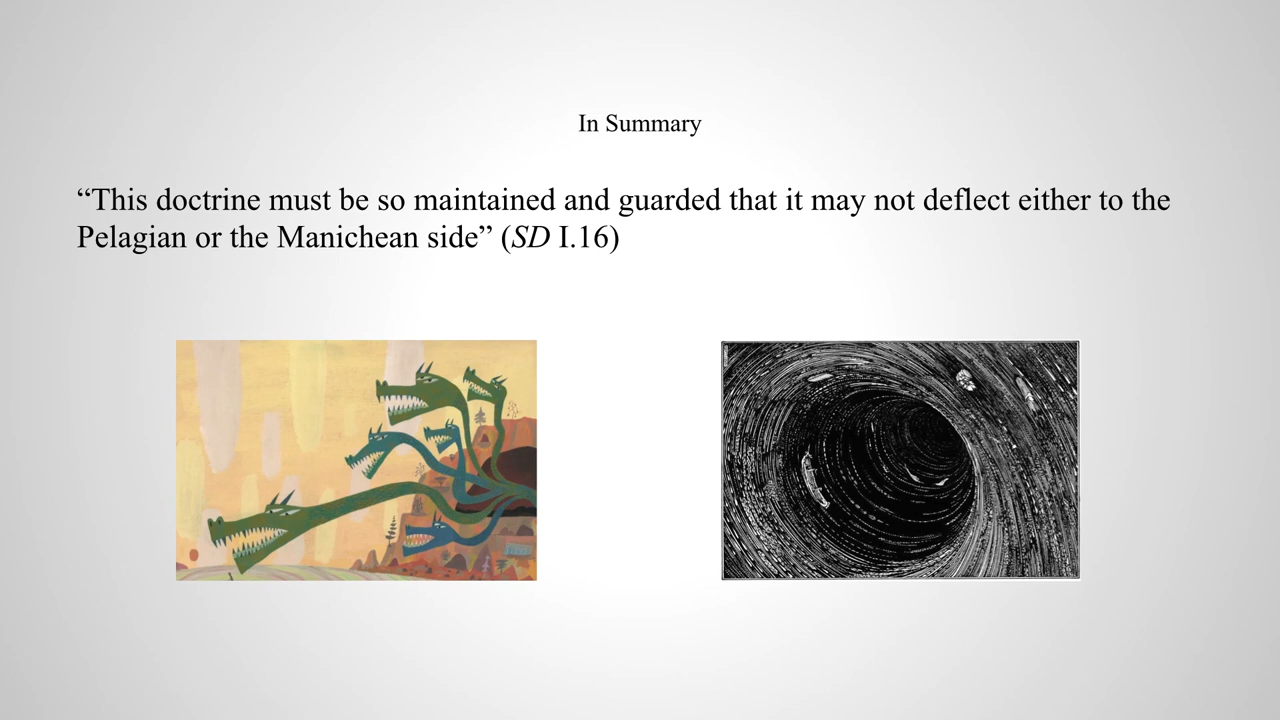 In Summary
“This doctrine must be so maintained and guarded that it may not deflect either to the
Pelagian or the Manichean side” (SD I.16)